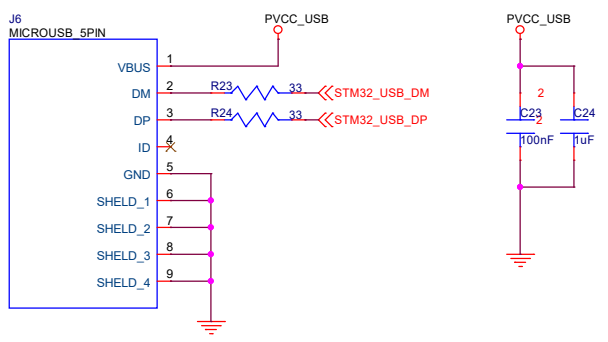 J6
MICROUSB_5PIN
PVCC_USB
PVCC_USB
VBUS 1
DM 2 R23 33 STM32_USB_DM
DP 3 R24 33 STM32_USB_DP
ID 4
GND 5
SHELD_1 6
SHELD_2 7
SHELD_3 8
SHELD_4 9
2
C23 2 C24
100nF 1uF